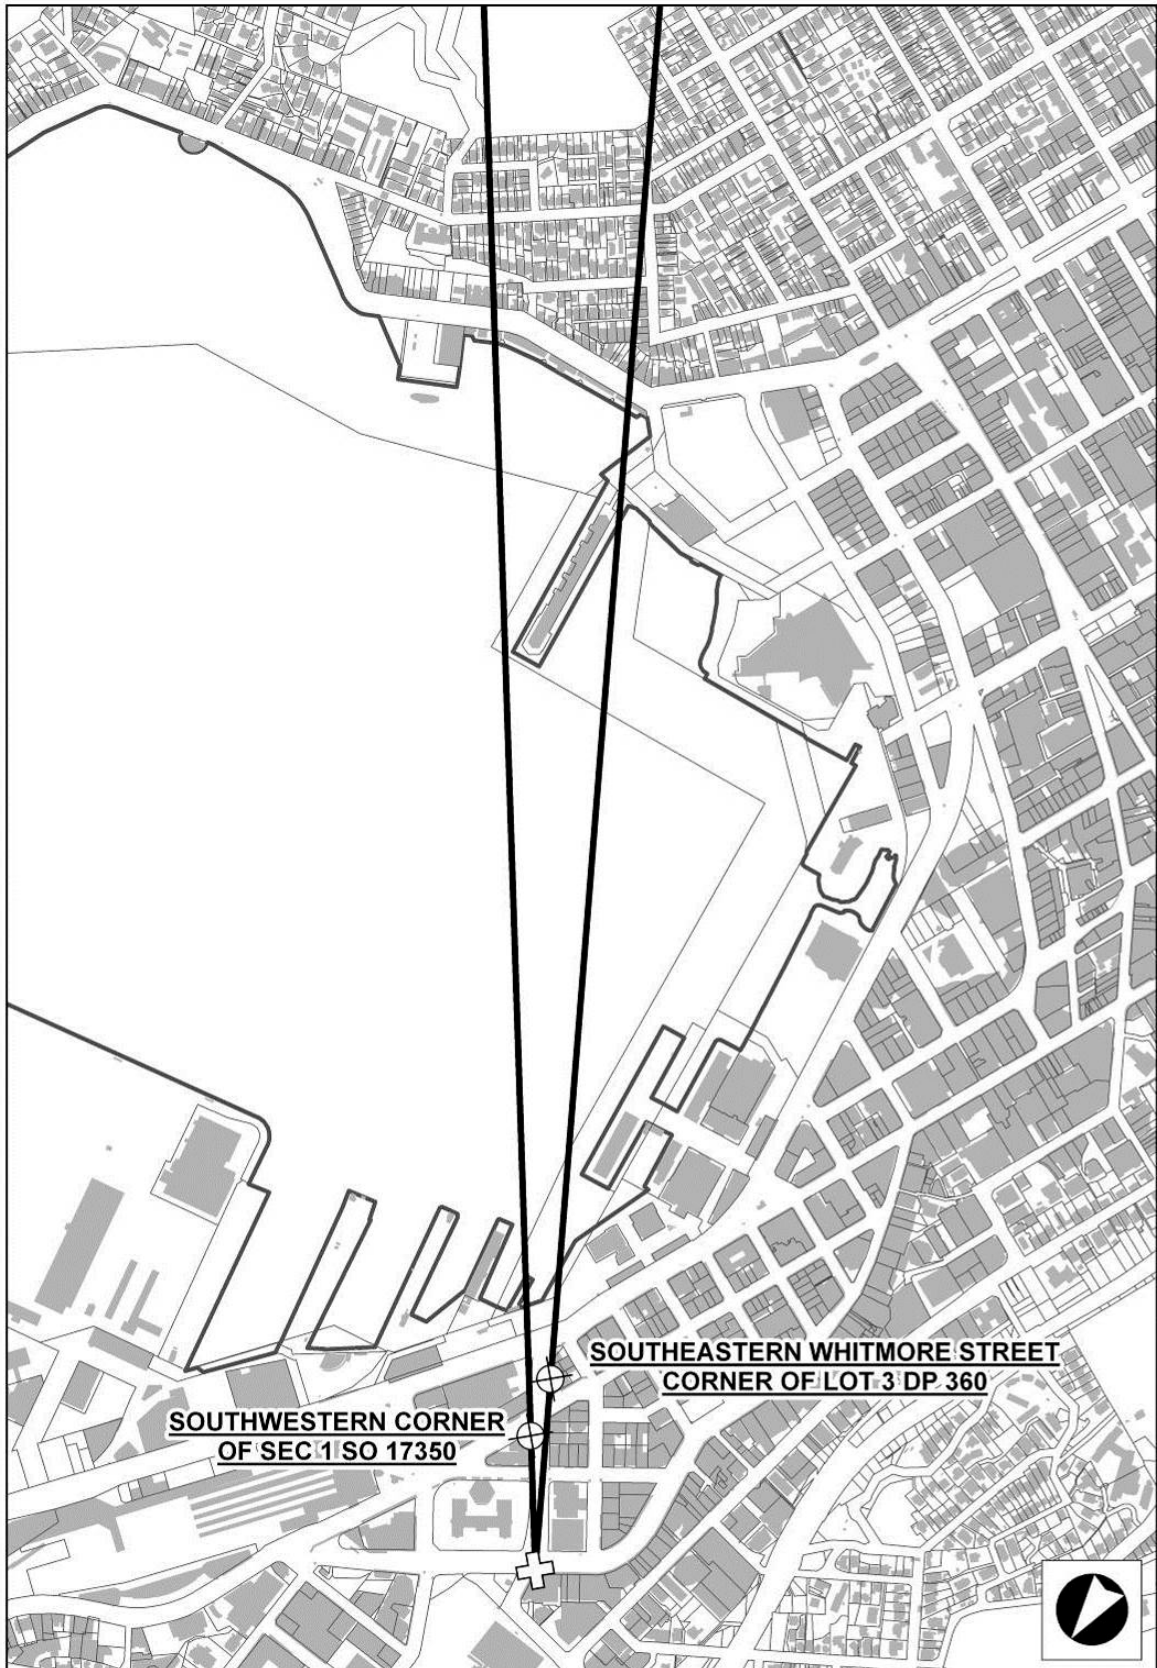 SOUTHEASTERN WHITMORE STREET
CORNER OF LOT 3 DP 360
SOUTHWESTERN CORNER
OF SEC 1 SO 17350